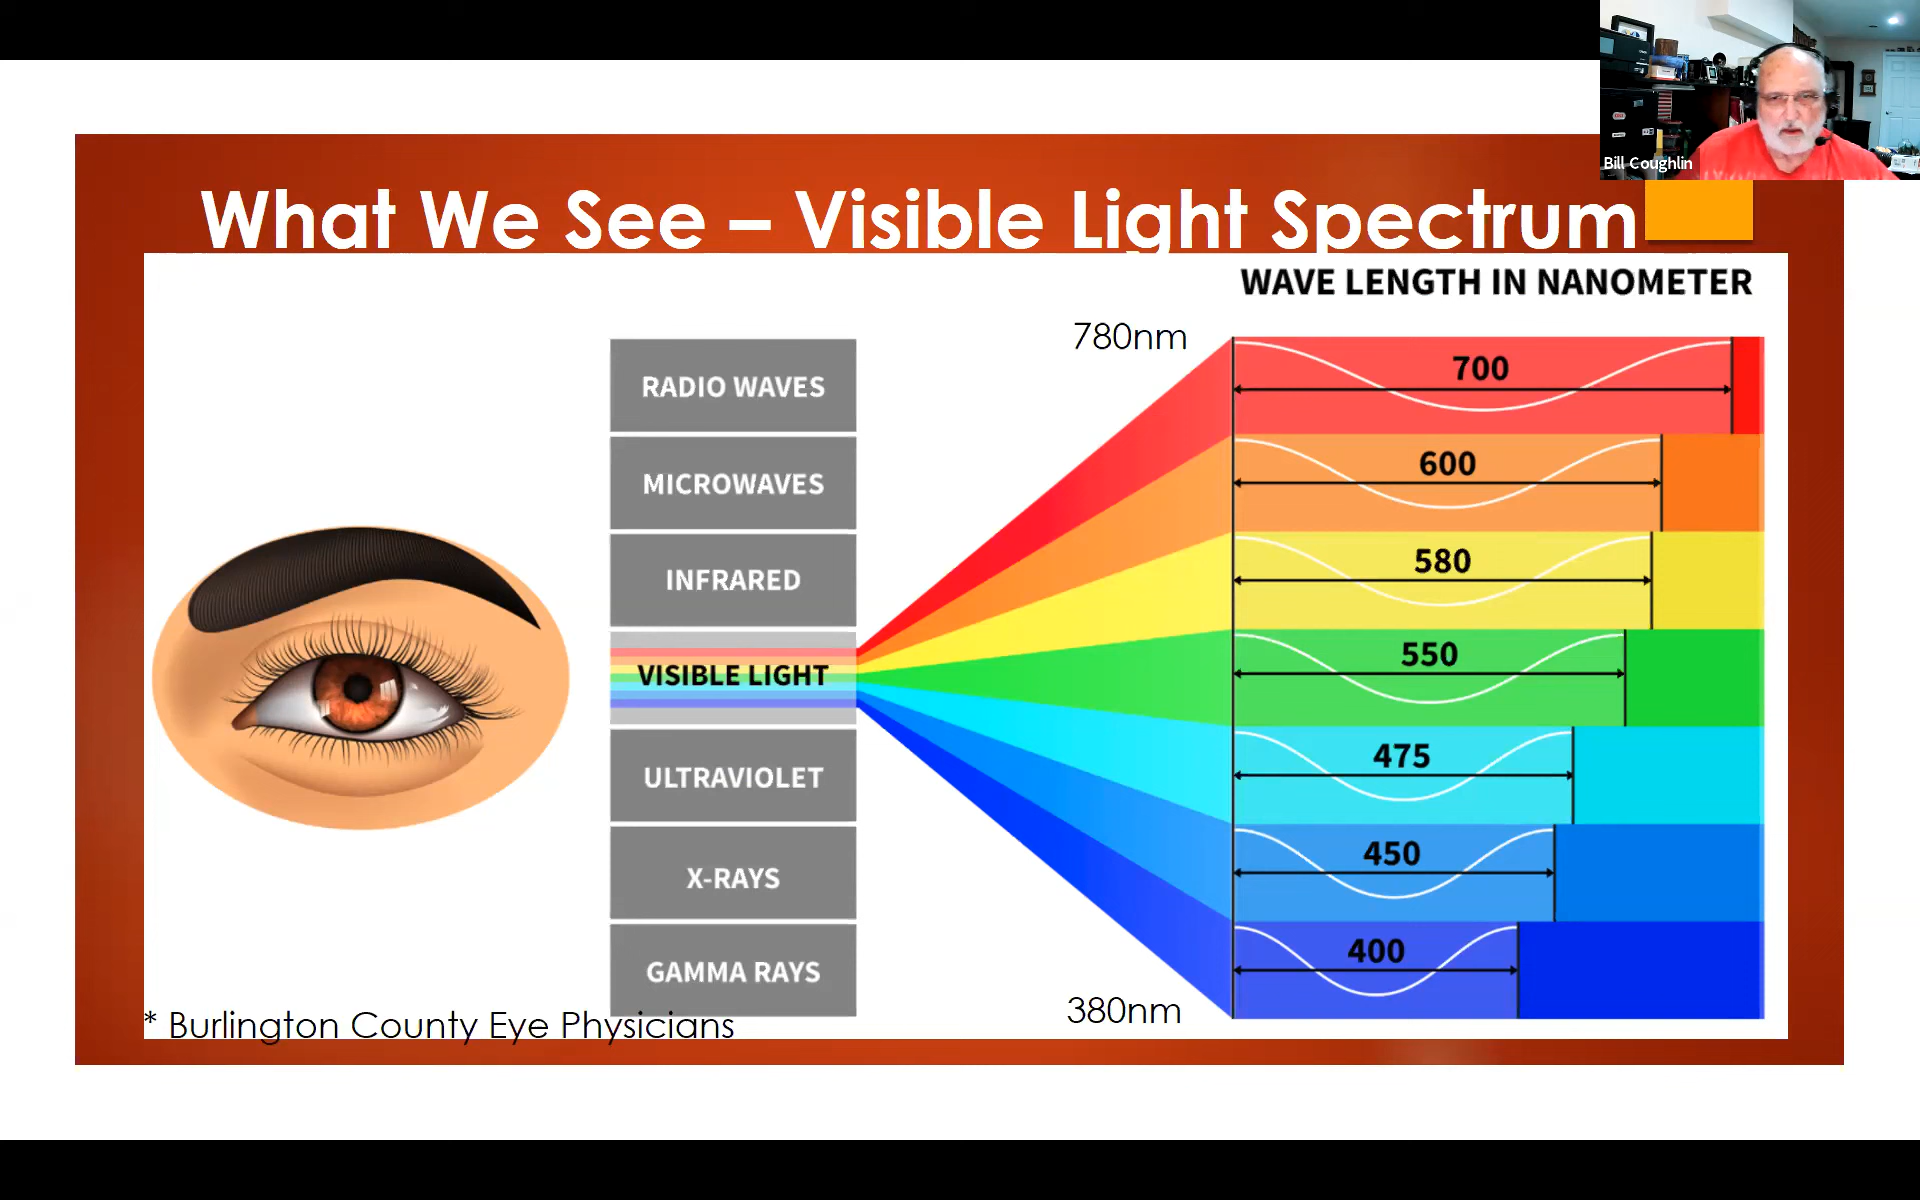 Bill Coughlin
What We See – Visible Light Spectrum
WAVE LENGTH IN NANOMETER
780nm
RADIO WAVES
MICROWAVES
INFRARED
VISIBLE LIGHT
ULTRAVIOLET
X-RAYS
GAMMA RAYS
700
600
580
550
475
450
400
380nm
* Burlington County Eye Physicians